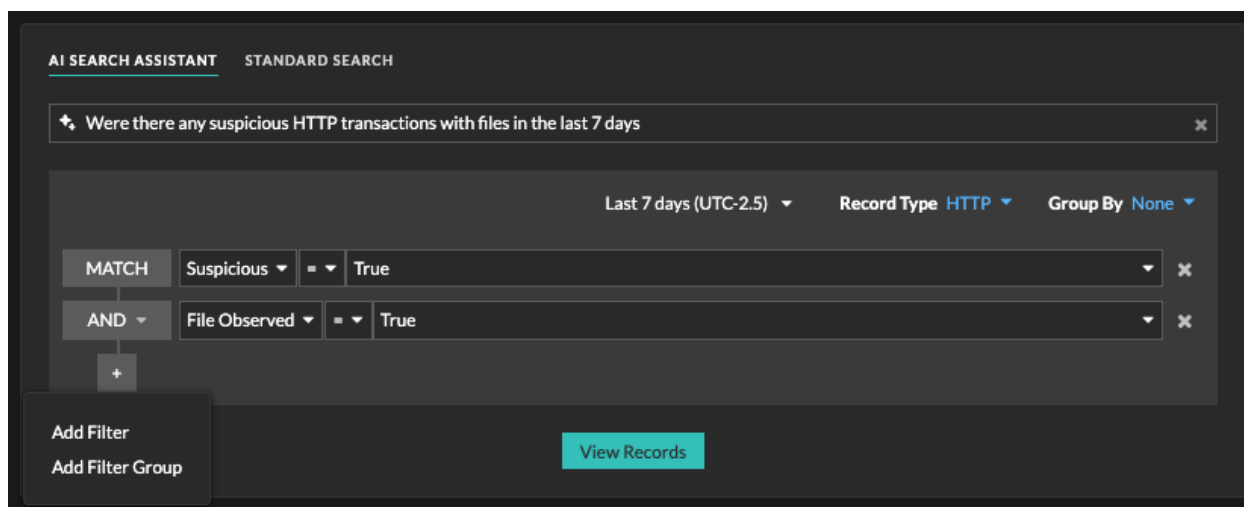 AI SEARCH ASSISTANT STANDARD SEARCH
Were there any suspicious HTTP transactions with files in the last 7 days
Last 7 days (UTC-2.5) Record Type HTTP Group By None
MATCH Suspicious = True
AND File Observed = True
+
Add Filter
Add Filter Group
View Records